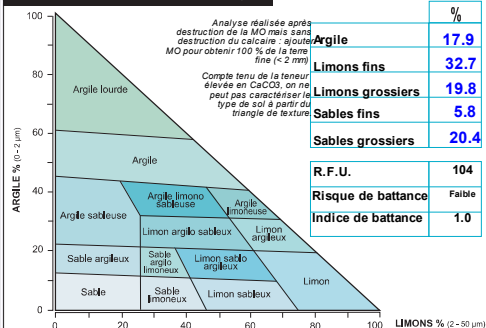 Analyse réalisée après
destruction de la MO mais sans
destruction du calcaire : ajouter
MO pour obtenir 100 % de la terre
fine (< 2 mm)
Compte tenu de la teneur
élevée en CaCO3, on ne
peut pas caractériser le
type de sol à partir du
triangle de texture
%
Argile 17.9
Limons fins 32.7
Limons grossiers 19.8
Sables fins 5.8
Sables grossiers 20.4
R.F.U. 104
Risque de battance Faible
Indice de battance 1.0
ARGILE % (0 - 2 µm)
100
80
60
40
20
0
Argile lourde
Argile
Argile sableuse
Argile limono
sableuse
Argile
limoneuse
Limon argilo sableux
Limon
argileux
Sable argileux
Sable
argilo
limoneux
Limon sablo
argileux
Limon
Sable
Sable
limoneux
Limon sableux
0 20 40 60 80 100
LIMONS % (2 - 50 µm)